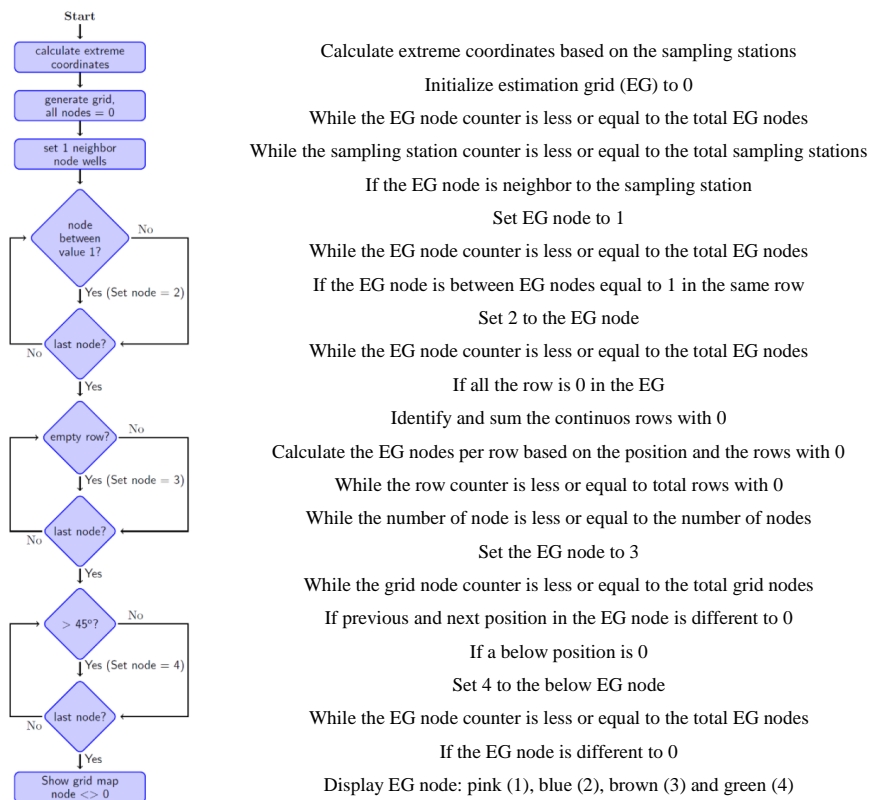 Start
calculate extreme
coordinates
generate grid,
all nodes = 0
set 1 neighbor
node wells
node
between
value 1?
No
Yes (Set node = 2)
last node?
No
Yes
empty row?
No
Yes (Set node = 3)
last node?
No
Yes
> 45º?
No
Yes (Set node = 4)
last node?
No
Yes
Show grid map
node <> 0
Calculate extreme coordinates based on the sampling stations
Initialize estimation grid (EG) to 0
While the EG node counter is less or equal to the total EG nodes
While the sampling station counter is less or equal to the total sampling stations
If the EG node is neighbor to the sampling station
Set EG node to 1
While the EG node counter is less or equal to the total EG nodes
If the EG node is between EG nodes equal to 1 in the same row
Set 2 to the EG node
While the EG node counter is less or equal to the total EG nodes
If all the row is 0 in the EG
Identify and sum the continuos rows with 0
Calculate the EG nodes per row based on the position and the rows with 0
While the row counter is less or equal to total rows with 0
While the number of node is less or equal to the number of nodes
Set the EG node to 3
While the grid node counter is less or equal to the total grid nodes
If previous and next position in the EG node is different to 0
If a below position is 0
Set 4 to the below EG node
While the EG node counter is less or equal to the total EG nodes
If the EG node is different to 0
Display EG node: pink (1), blue (2), brown (3) and green (4)